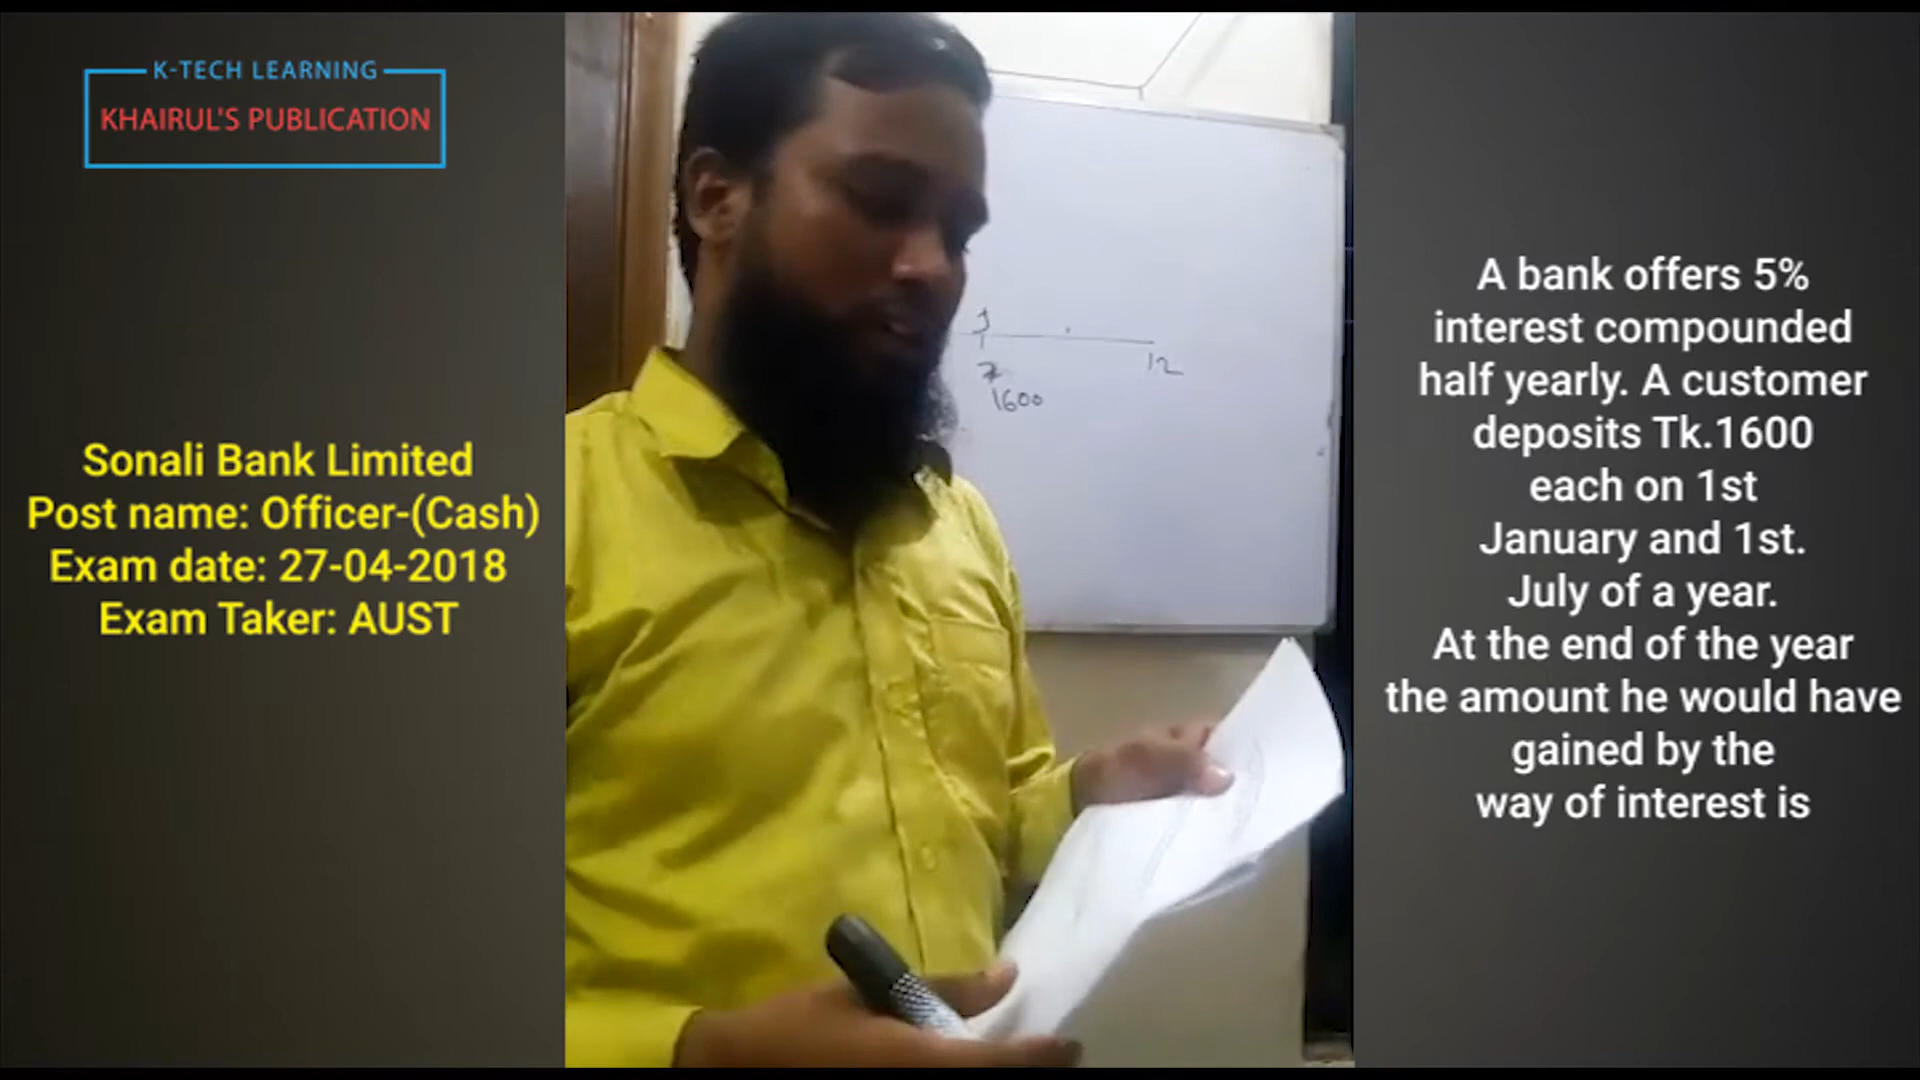 K-TECH LEARNING
KHAIRUL'S PUBLICATION
Sonali Bank Limited
Post name: Officer-(Cash)
Exam date: 27-04-2018
Exam Taker: AUST
12
1600
A bank offers 5%
interest compounded
half yearly. A customer
deposits Tk.1600
each on 1st
January and 1st.
July of a year.
At the end of the year
the amount he would have
gained by the
way of interest is